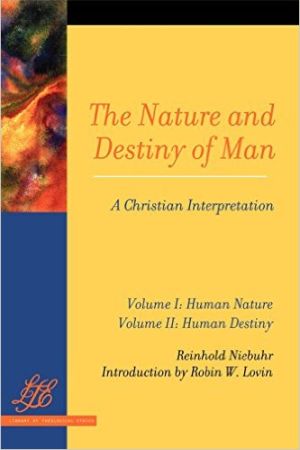 The Nature and
Destiny of Man
A Christian Interpretation
Volume I: Human Nature
Volume II: Human Destiny
Reinhold Niebuhr
Introduction by Robin W. Lovin
LTE
LIBRARY OF THEOLOGICAL ETHICS